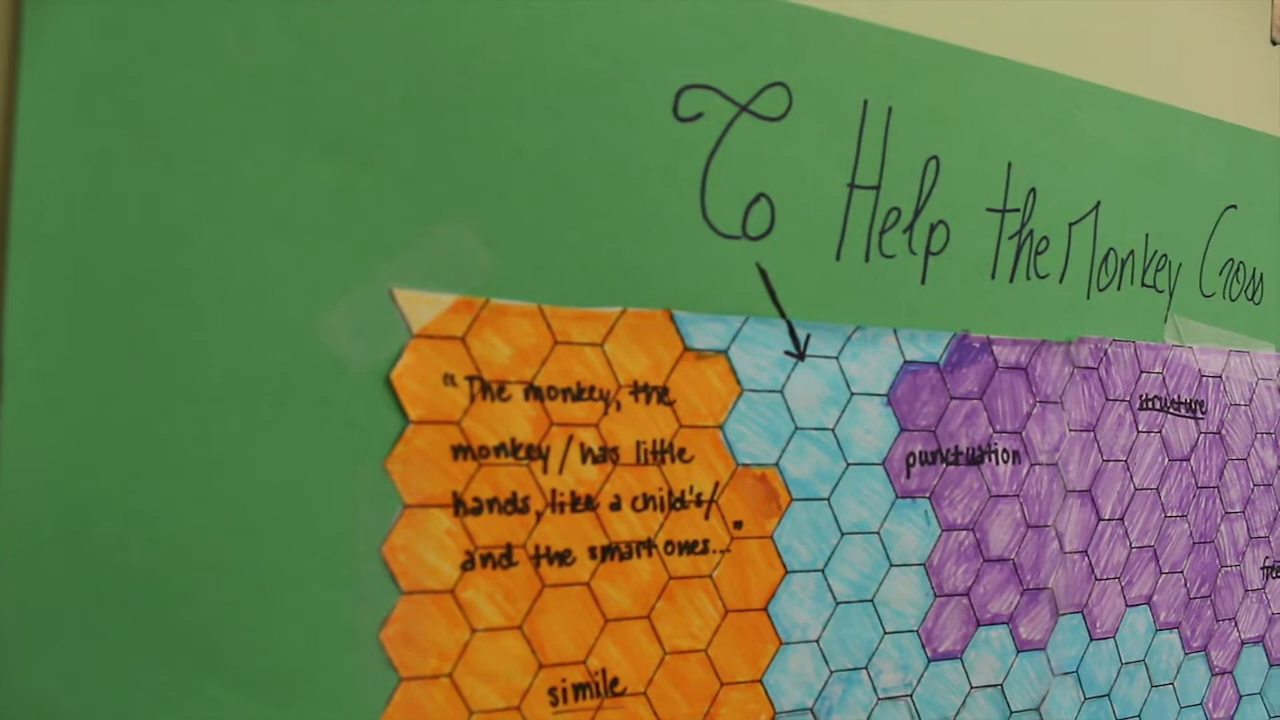 To Help the Monkey Cross
"The monkey, the
monkey / has little
hands, like a child's /
and the smart ones..."
simile
structure
punctuation